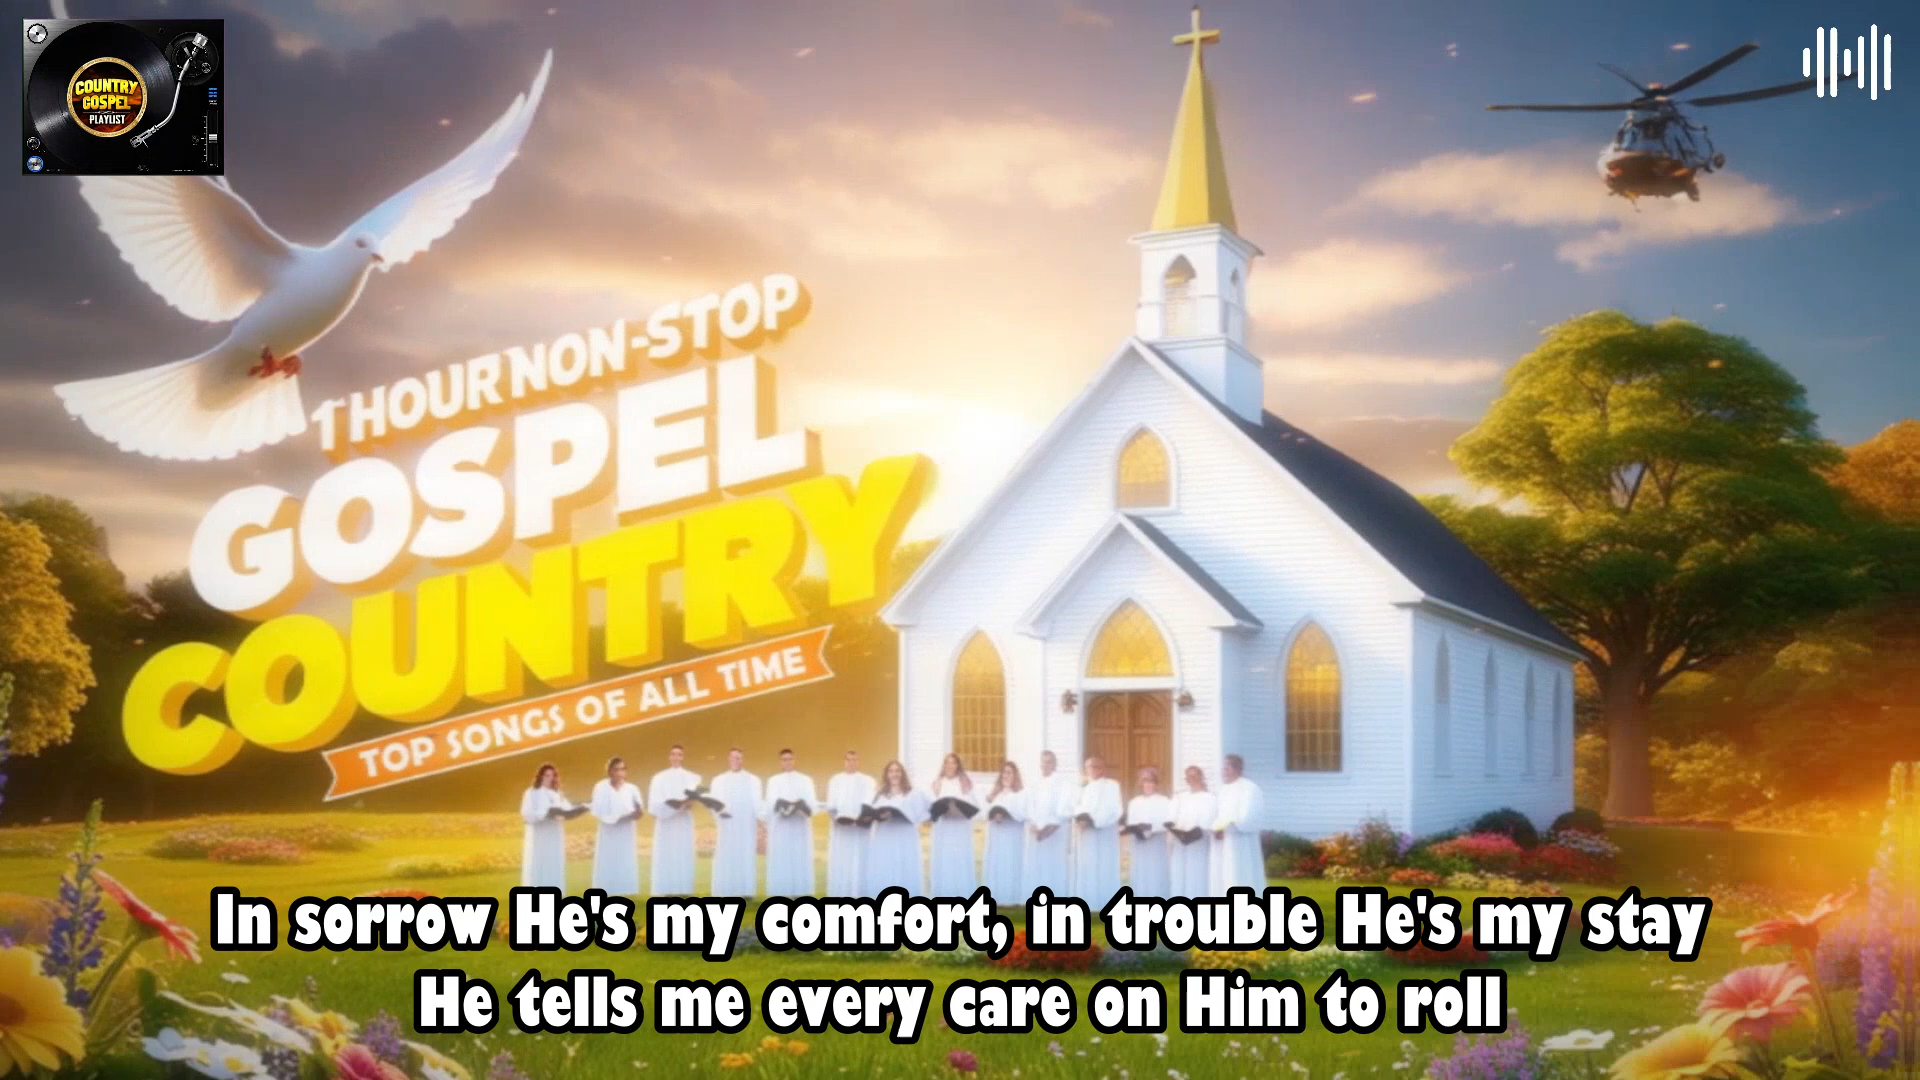 COUNTRY
GOSPEL
PLAYLIST
1 HOUR NON-STOP
GOSPEL
COUNTRY
TOP SONGS OF ALL TIME
In sorrow He's my comfort, in trouble He's my stay
He tells me every care on Him to roll